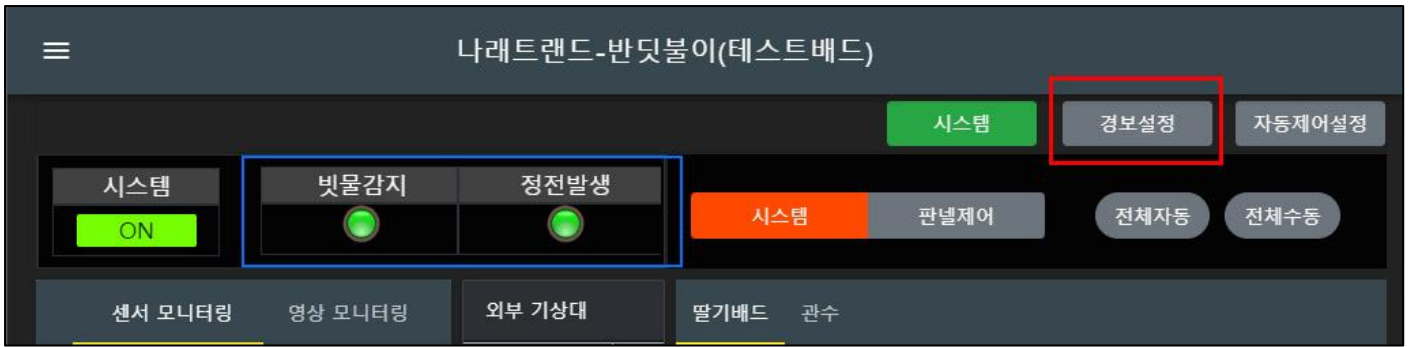 나래트랜드-반딧불이(테스트배드)
시스템 경보설정 자동제어설정
시스템 빗물감지 정전발생
ON 시스템 판넬제어 전체자동 전체수동
센서 모니터링 영상 모니터링 외부 기상대 딸기배드 관수